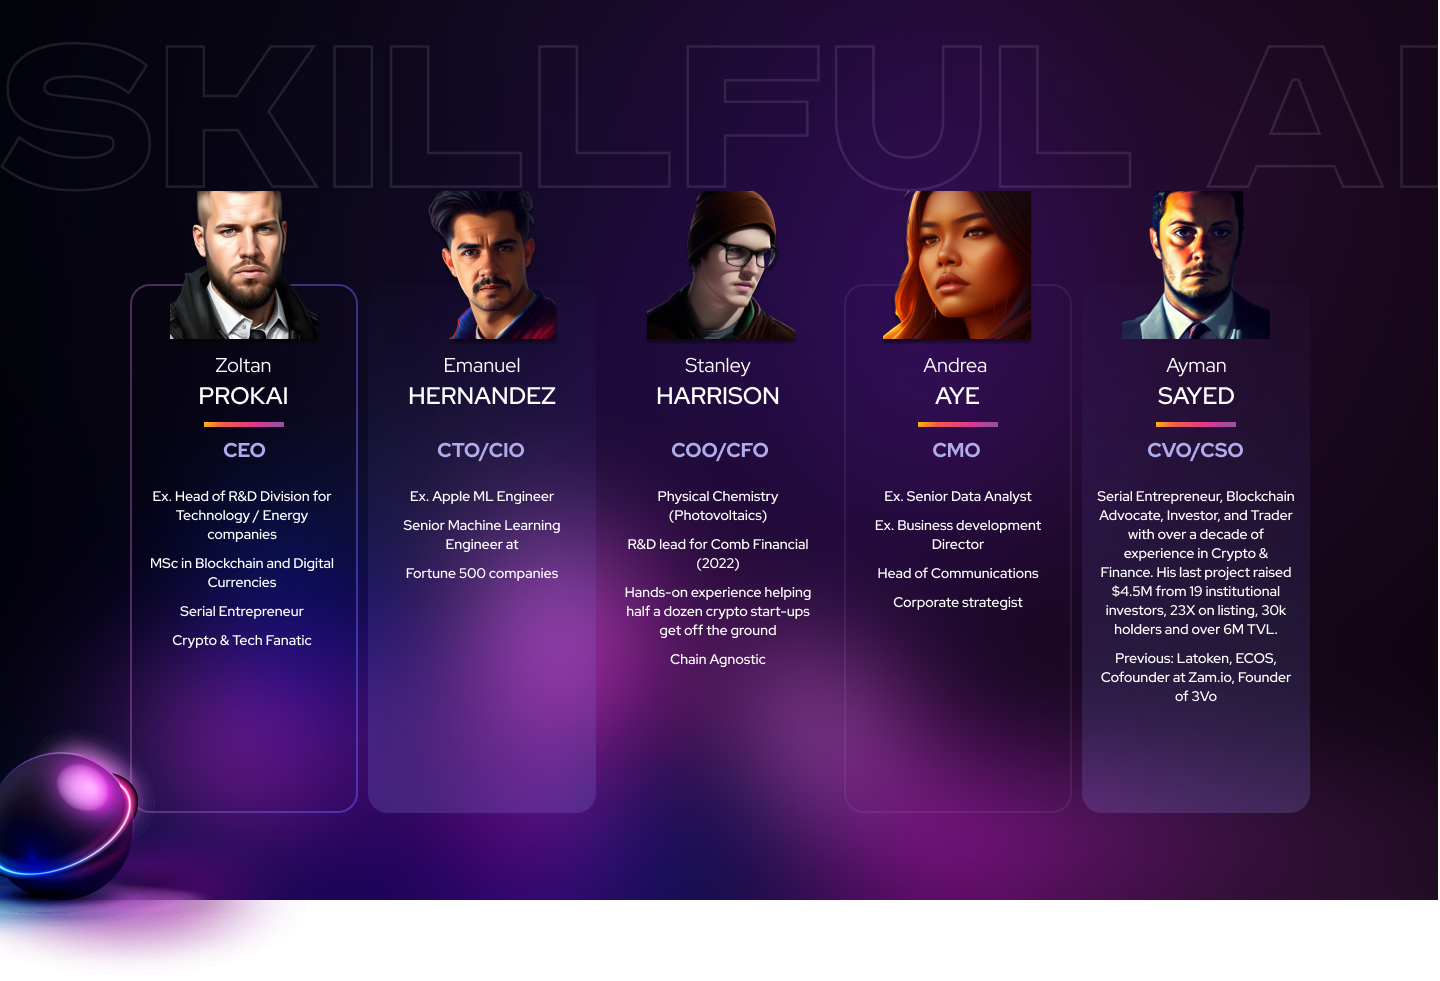 SKILLFUL AI
Zoltan
PROKAI
CEO
Ex. Head of R&D Division for
Technology / Energy
companies
MSc in Blockchain and Digital
Currencies
Serial Entrepreneur
Crypto & Tech Fanatic
Emanuel
HERNANDEZ
CTO/CIO
Ex. Apple ML Engineer
Senior Machine Learning
Engineer at
Fortune 500 companies
Stanley
HARRISON
COO/CFO
Physical Chemistry
(Photovoltaics)
R&D lead for Comb Financial
(2022)
Hands-on experience helping
half a dozen crypto start-ups
get off the ground
Chain Agnostic
Andrea
AYE
CMO
Ex. Senior Data Analyst
Ex. Business development
Director
Head of Communications
Corporate strategist
Ayman
SAYED
CVO/CSO
Serial Entrepreneur, Blockchain
Advocate, Investor, and Trader
with over a decade of
experience in Crypto &
Finance. His last project raised
$4.5M from 19 institutional
investors, 23X on listing, 30k
holders and over 6M TVL.
Previous: Latoken, ECOS,
Cofounder at Zam.io, Founder
of 3Vo